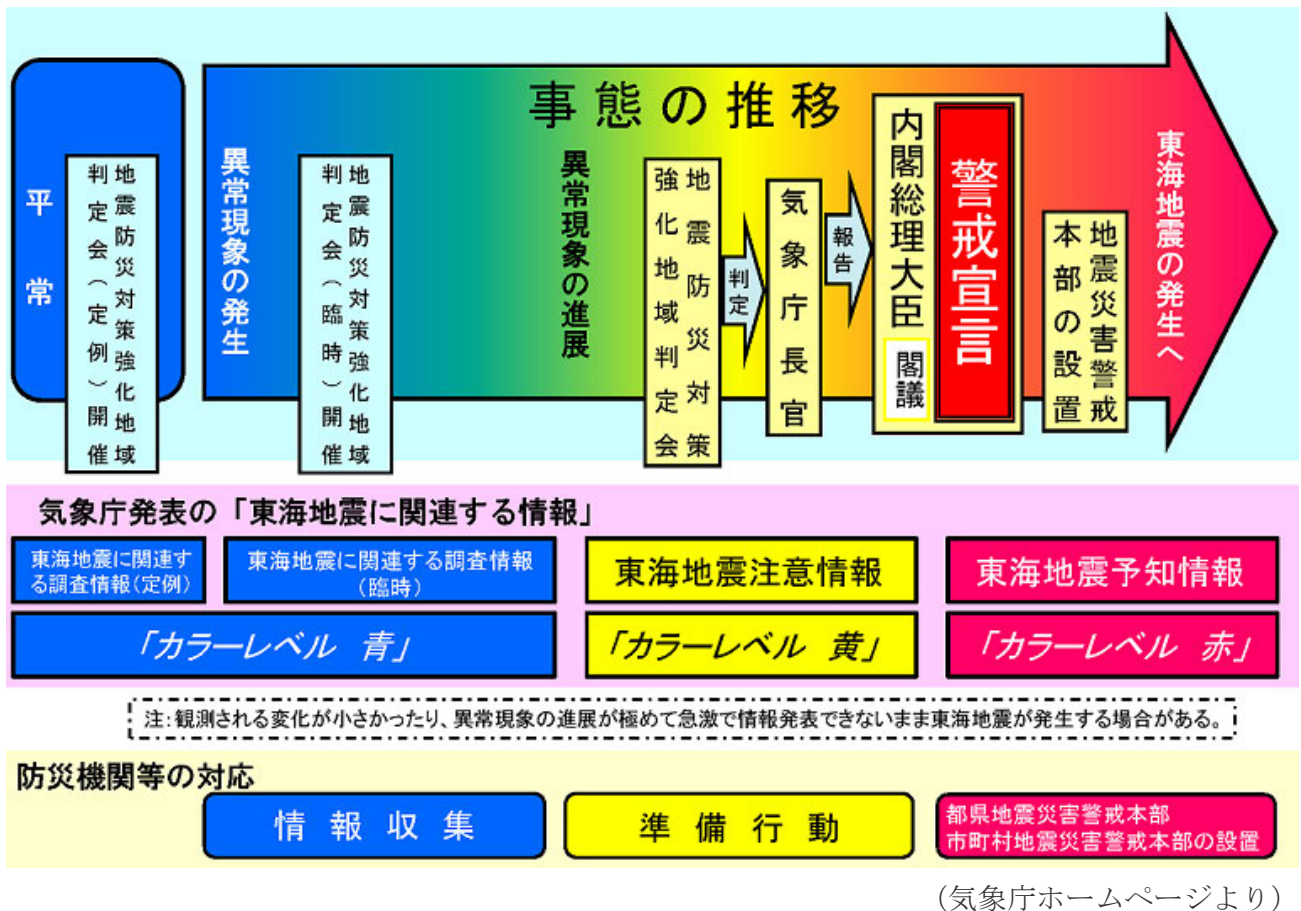 事態の推移
平常
地震防災対策強化地域
判定会(定例)開催
異常現象の発生
地震防災対策強化地域
判定会(臨時)開催
異常現象の進展
地震防災対策
強化地域判定会
判定
気象庁長官
報告
内閣総理大臣
閣議
警戒宣言
地震災害警戒
本部の設置
東海地震の発生へ
気象庁発表の「東海地震に関連する情報」
東海地震に関連す
る調査情報(定例)
東海地震に関連する調査情報
(臨時)
東海地震注意情報
東海地震予知情報
「カラーレベル 青」
「カラーレベル 黄」
「カラーレベル 赤」
注:観測される変化が小さかったり、異常現象の進展が極めて急激で情報発表できないまま東海地震が発生する場合がある。
防災機関等の対応
情報収集
準備行動
都県地震災害警戒本部
市町村地震災害警戒本部の設置
(気象庁ホームページより)